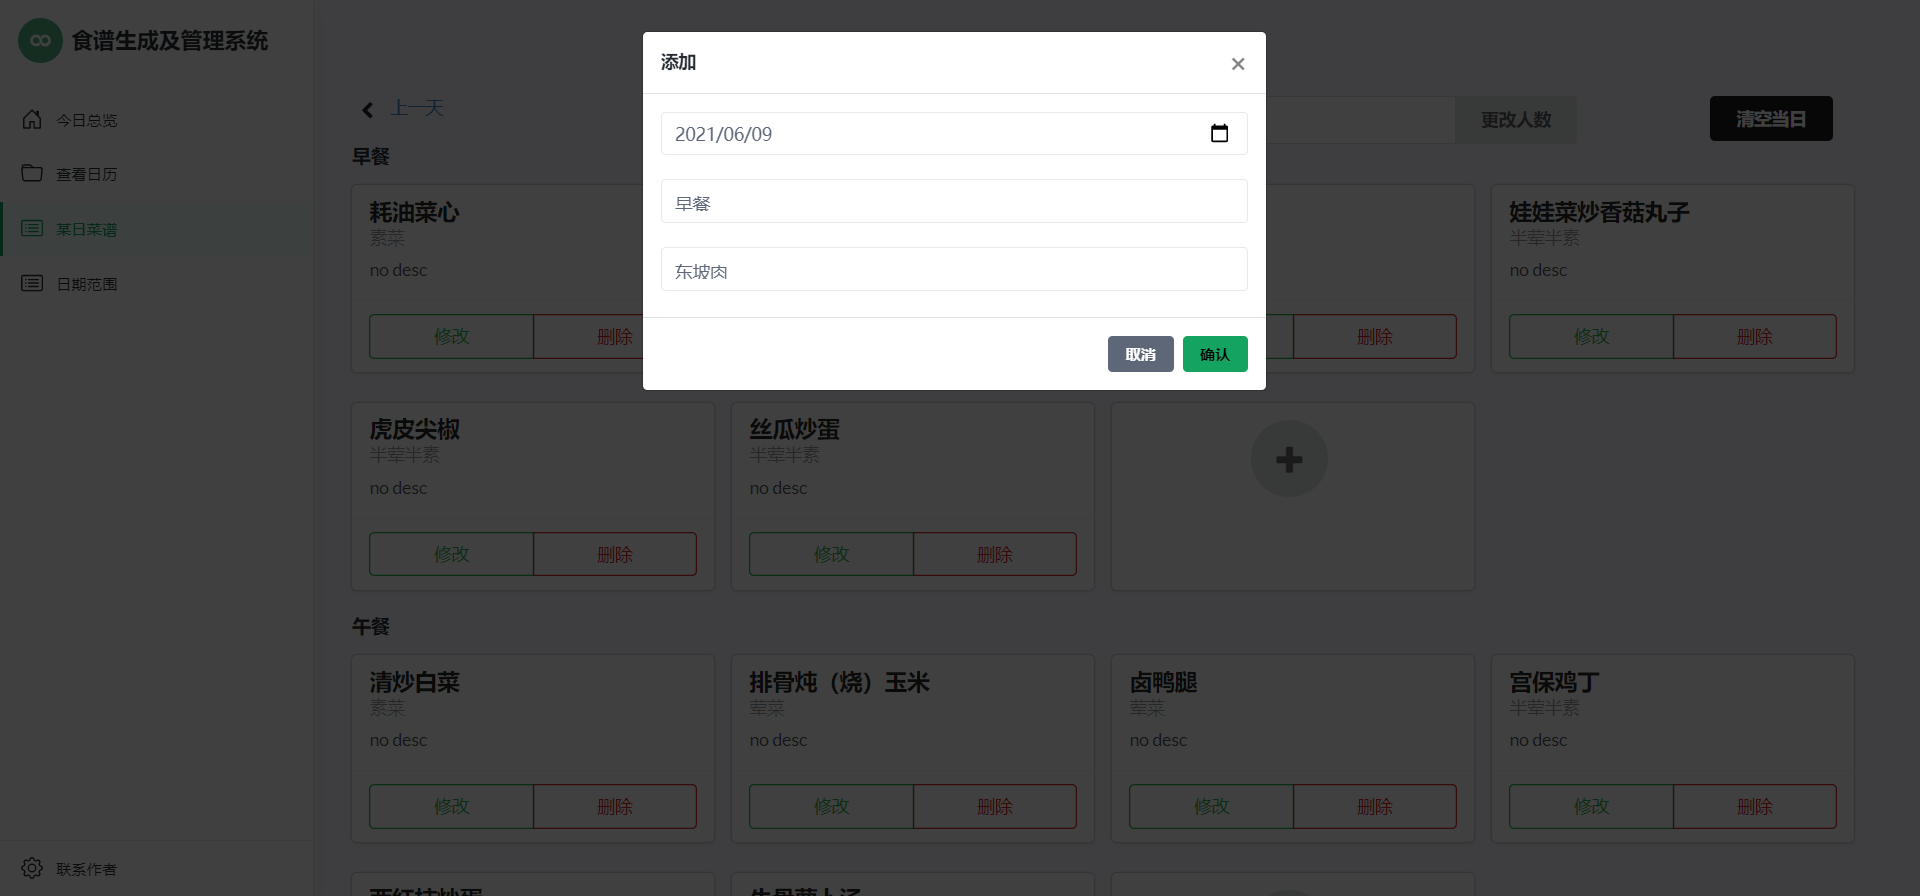 食谱生成及管理系统
今日总览
查看日历
某日菜谱
日期范围
联系作者
添加
×
2021/06/09
早餐
东坡肉
取消
确认
上一天
更改人数
清空当日
早餐
耗油菜心
素菜
no desc
修改
删除
删除
娃娃菜炒香菇丸子
半荤半素
no desc
修改
删除
虎皮尖椒
半荤半素
no desc
修改
删除
丝瓜炒蛋
半荤半素
no desc
修改
删除
午餐
清炒白菜
素菜
no desc
修改
删除
排骨炖（烧）玉米
荤菜
no desc
修改
删除
卤鸭腿
荤菜
no desc
修改
删除
宫保鸡丁
半荤半素
no desc
修改
删除